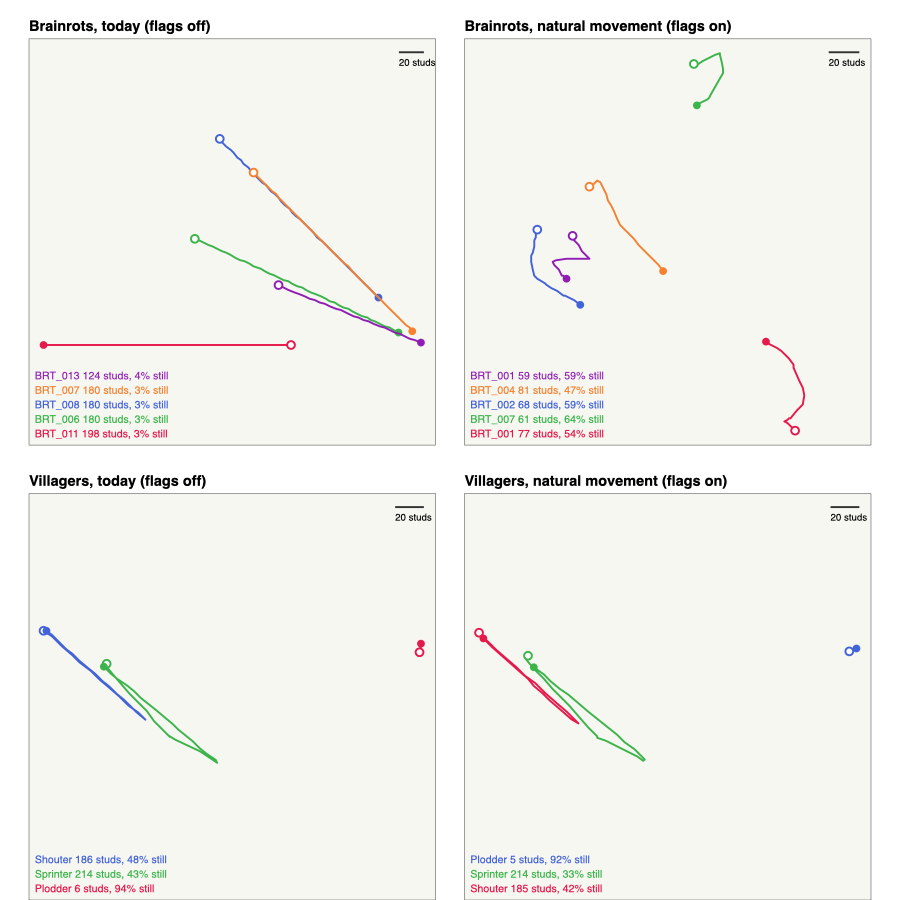 Brainrots, today (flags off)
20 studs
BRT_013 124 studs, 4% still
BRT_007 180 studs, 3% still
BRT_008 180 studs, 3% still
BRT_006 180 studs, 3% still
BRT_011 198 studs, 3% still
Brainrots, natural movement (flags on)
20 studs
BRT_001 59 studs, 59% still
BRT_004 81 studs, 47% still
BRT_002 68 studs, 59% still
BRT_007 61 studs, 64% still
BRT_001 77 studs, 54% still
Villagers, today (flags off)
20 studs
Shouter 186 studs, 48% still
Sprinter 214 studs, 43% still
Plodder 6 studs, 94% still
Villagers, natural movement (flags on)
20 studs
Plodder 5 studs, 92% still
Sprinter 214 studs, 33% still
Shouter 185 studs, 42% still